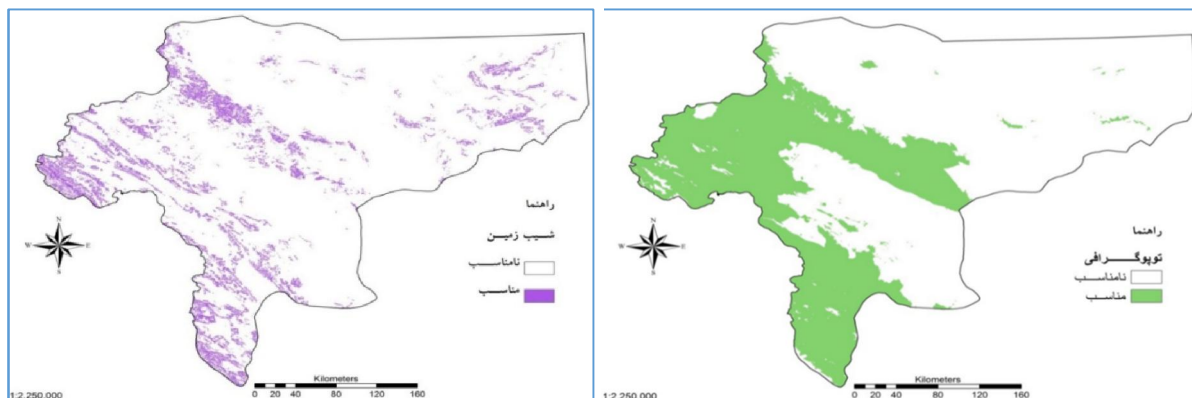 راهنما
شیب زمین
نامناسب
مناسب
N
W E
S
Kilometers
0 20 40 80 120 160
1:2,250,000
راهنما
توپوگرافی
نامناسب
مناسب
N
W E
S
Kilometers
0 20 40 80 120 160
1:2,250,000